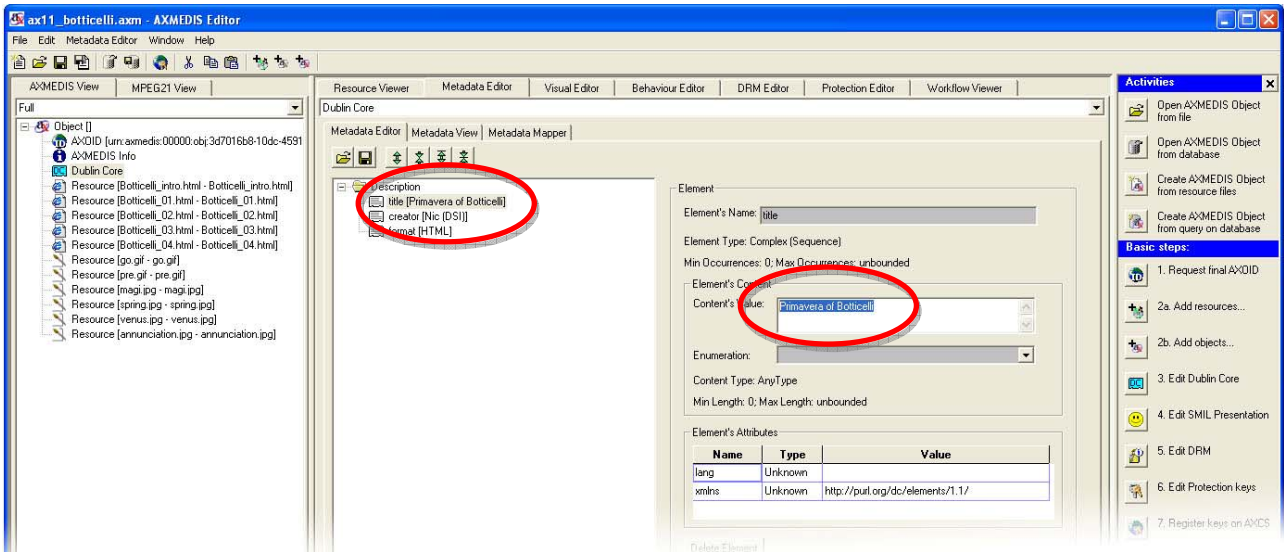 ax11_botticelli.axm - AXMEDIS Editor
File Edit Metadata Editor Window Help
AXMEDIS View MPEG21 View
Full
Object []
AXOID [urn:axmedis:00000:obj:3d7016b8-10dc-4591
AXMEDIS Info
Dublin Core
Resource [Botticelli_intro.html - Botticelli_intro.html]
Resource [Botticelli_01.html - Botticelli_01.html]
Resource [Botticelli_02.html - Botticelli_02.html]
Resource [Botticelli_03.html - Botticelli_03.html]
Resource [Botticelli_04.html - Botticelli_04.html]
Resource [go.gif - go.gif]
Resource [pre.gif - pre.gif]
Resource [magi.jpg - magi.jpg]
Resource [spring.jpg - spring.jpg]
Resource [venus.jpg - venus.jpg]
Resource [annunciation.jpg - annunciation.jpg]
Resource Viewer Metadata Editor Visual Editor Behaviour Editor DRM Editor Protection Editor Workflow Viewer
Dublin Core
Metadata Editor Metadata View Metadata Mapper
Description
title [Primavera of Botticelli]
creator [Nic (DSI)]
format [HTML]
Element
Element's Name: title
Element Type: Complex (Sequence)
Min Occurrences: 0; Max Occurrences: unbounded
Element's Content
Content's Value: Primavera of Botticelli
Enumeration:
Content Type: AnyType
Min Length: 0; Max Length: unbounded
Element's Attributes
Name Type Value
lang Unknown
xmlns Unknown http://purl.org/dc/elements/1.1/
Delete Element
Activities
Open AXMEDIS Object
from file
Open AXMEDIS Object
from database
Create AXMEDIS Object
from resource files
Create AXMEDIS Object
from query on database
Basic steps:
1. Request final AXOID
2a. Add resources...
2b. Add objects...
3. Edit Dublin Core
4. Edit SMIL Presentation
5. Edit DRM
6. Edit Protection keys
7. Register keys on AXCS